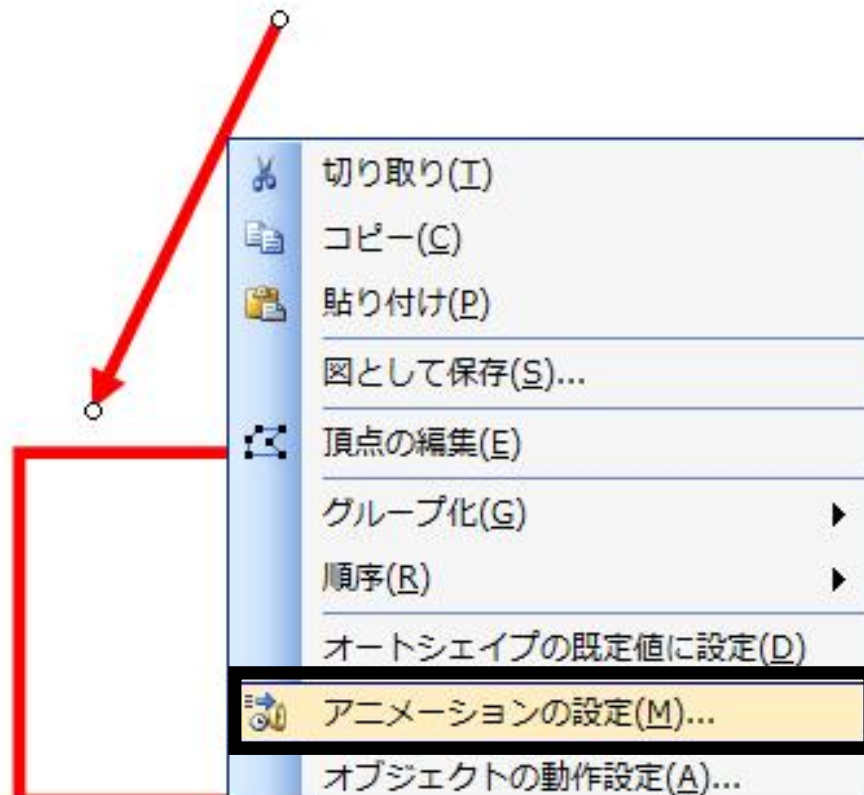 切り取り(T)
コピー(C)
貼り付け(P)
図として保存(S)...
頂点の編集(E)
グループ化(G)
順序(R)
オートシェイプの既定値に設定(D)
アニメーションの設定(M)...
オブジェクトの動作設定(A)...